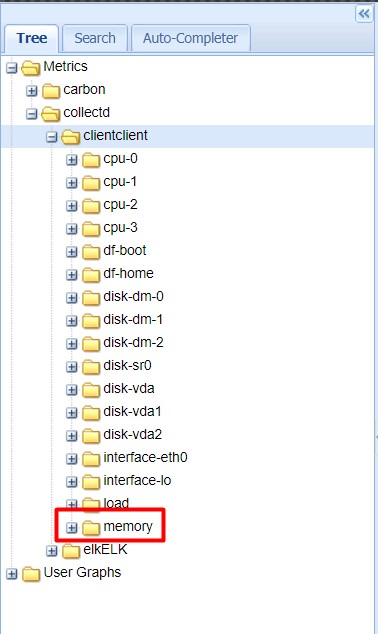 Tree Search Auto-Completer
Metrics
carbon
collectd
clientclient
cpu-0
cpu-1
cpu-2
cpu-3
df-boot
df-home
disk-dm-0
disk-dm-1
disk-dm-2
disk-sr0
disk-vda
disk-vda1
disk-vda2
interface-eth0
interface-lo
load
memory
elkELK
User Graphs